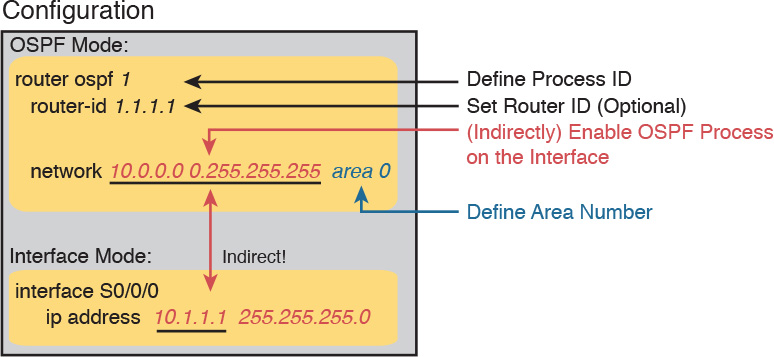 Configuration
OSPF Mode:
router ospf 1
Define Process ID
router-id 1.1.1.1
Set Router ID (Optional)
(Indirectly) Enable OSPF Process
on the Interface
network 10.0.0.0 0.255.255.255 area 0
Define Area Number
Interface Mode:
Indirect!
interface S0/0/0
ip address 10.1.1.1 255.255.255.0